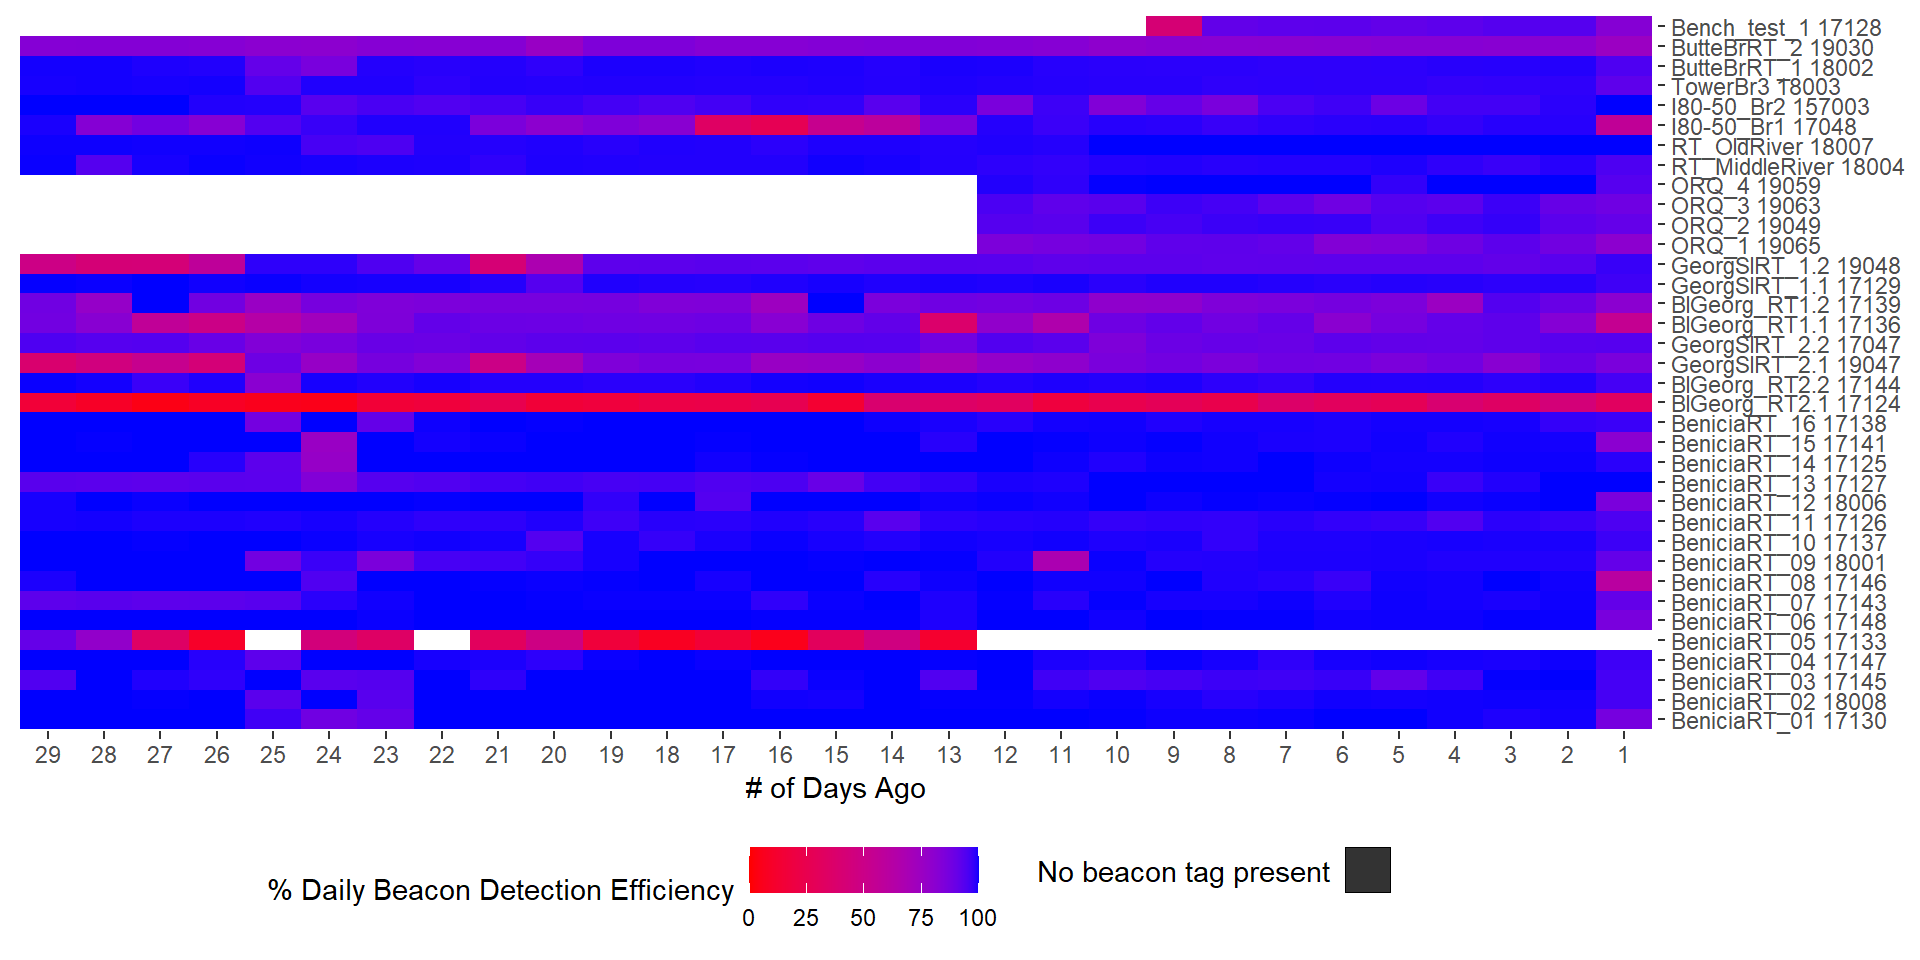 Bench_test_1 17128
ButteBrRT_2 19030
ButteBrRT_1 18002
TowerBr3 18003
I80-50_Br2 157003
I80-50_Br1 17048
RT_OldRiver 18007
RT_MiddleRiver 18004
ORQ_4 19059
ORQ_3 19063
ORQ_2 19049
ORQ_1 19065
GeorgSlRT_1.2 19048
GeorgSlRT_1.1 17129
BlGeorg_RT1.2 17139
BlGeorg_RT1.1 17136
GeorgSlRT_2.2 17047
GeorgSlRT_2.1 19047
BlGeorg_RT2.2 17144
BlGeorg_RT2.1 17124
BeniciaRT_16 17138
BeniciaRT_15 17141
BeniciaRT_14 17125
BeniciaRT_13 17127
BeniciaRT_12 18006
BeniciaRT_11 17126
BeniciaRT_10 17137
BeniciaRT_09 18001
BeniciaRT_08 17146
BeniciaRT_07 17143
BeniciaRT_06 17148
BeniciaRT_05 17133
BeniciaRT_04 17147
BeniciaRT_03 17145
BeniciaRT_02 18008
BeniciaRT_01 17130
29 28 27 26 25 24 23 22 21 20 19 18 17 16 15 14 13 12 11 10 9 8 7 6 5 4 3 2 1
# of Days Ago
% Daily Beacon Detection Efficiency
0 25 50 75 100
No beacon tag present